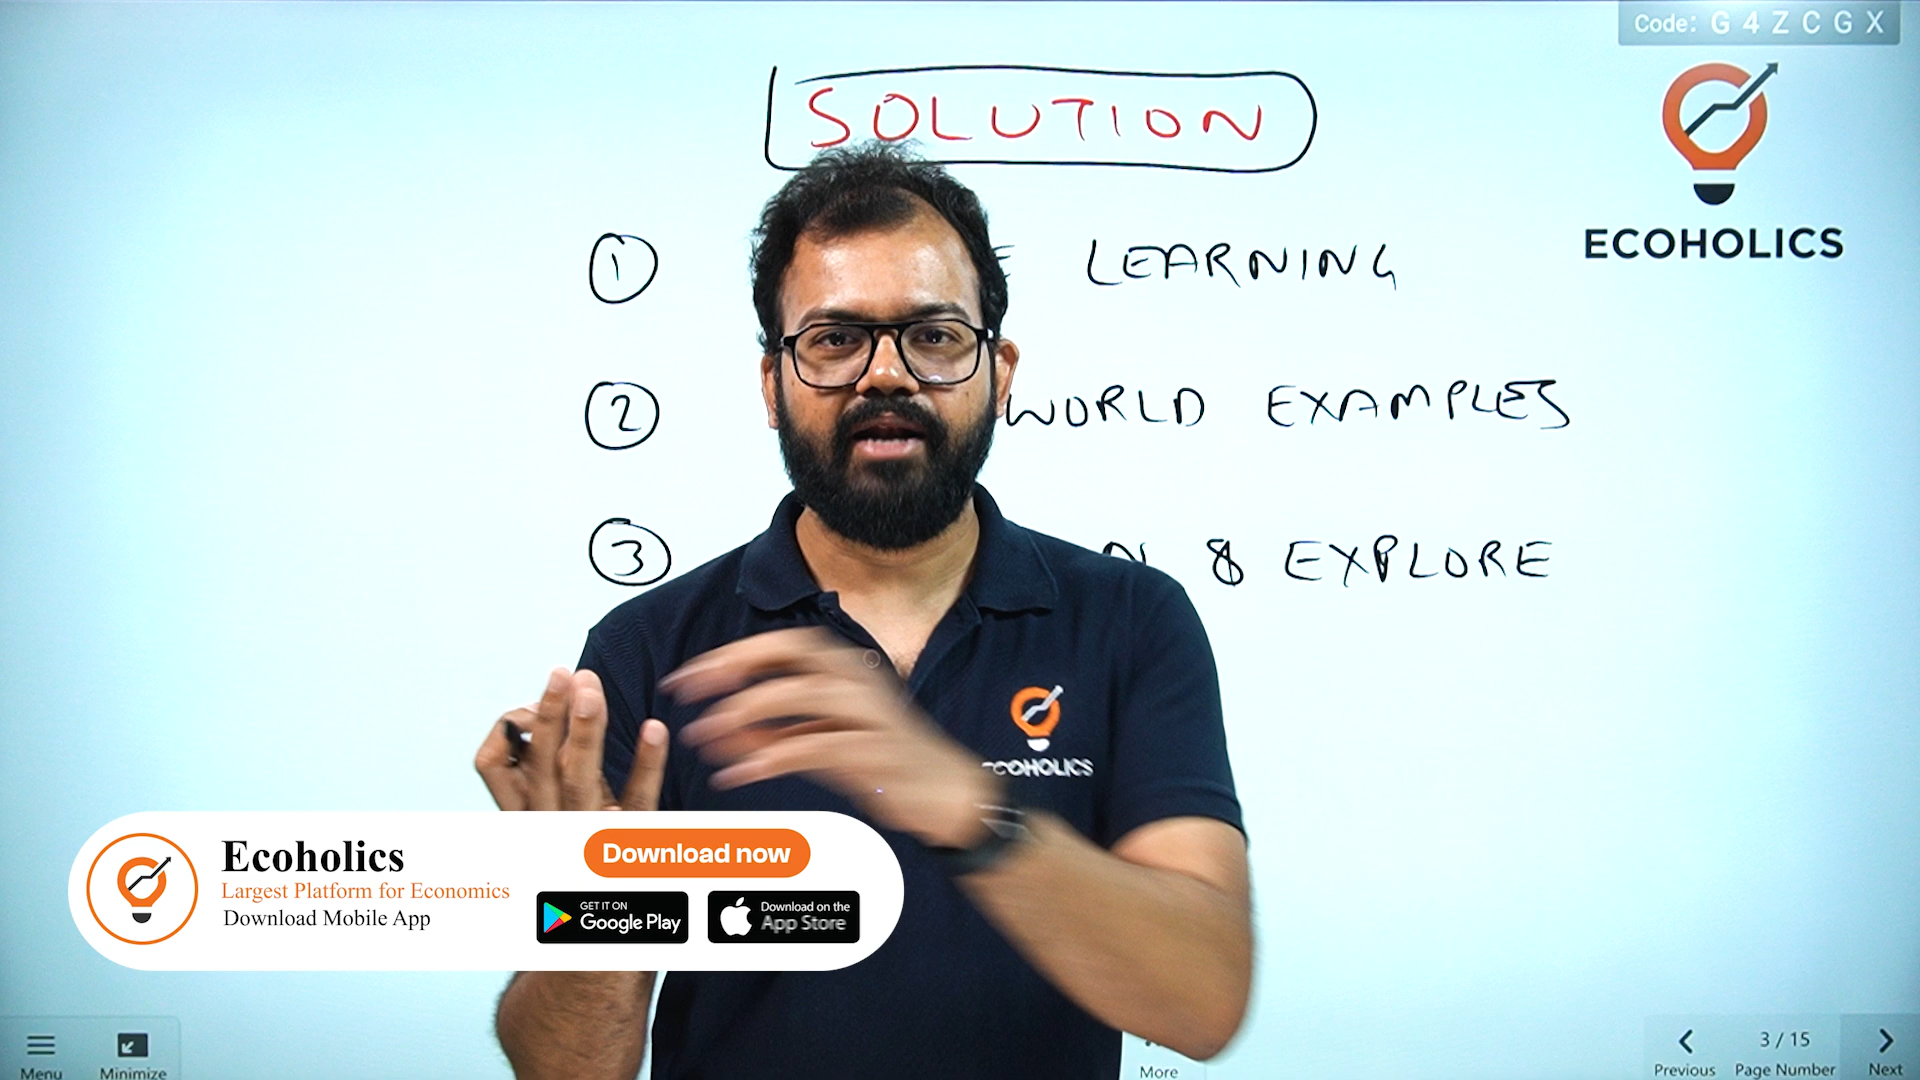 Code: G 4 Z C G X
SOLUTION
ECOHOLICS
1 LEARNING
2 WORLD EXAMPLES
3 & EXPLORE
COHOLICS
Ecoholics
Largest Platform for Economics
Download Mobile App
Download now
GET IT ON
Google Play
Download on the
App Store
Menu
Minimize
More
3 / 15
Previous
Page Number
Next